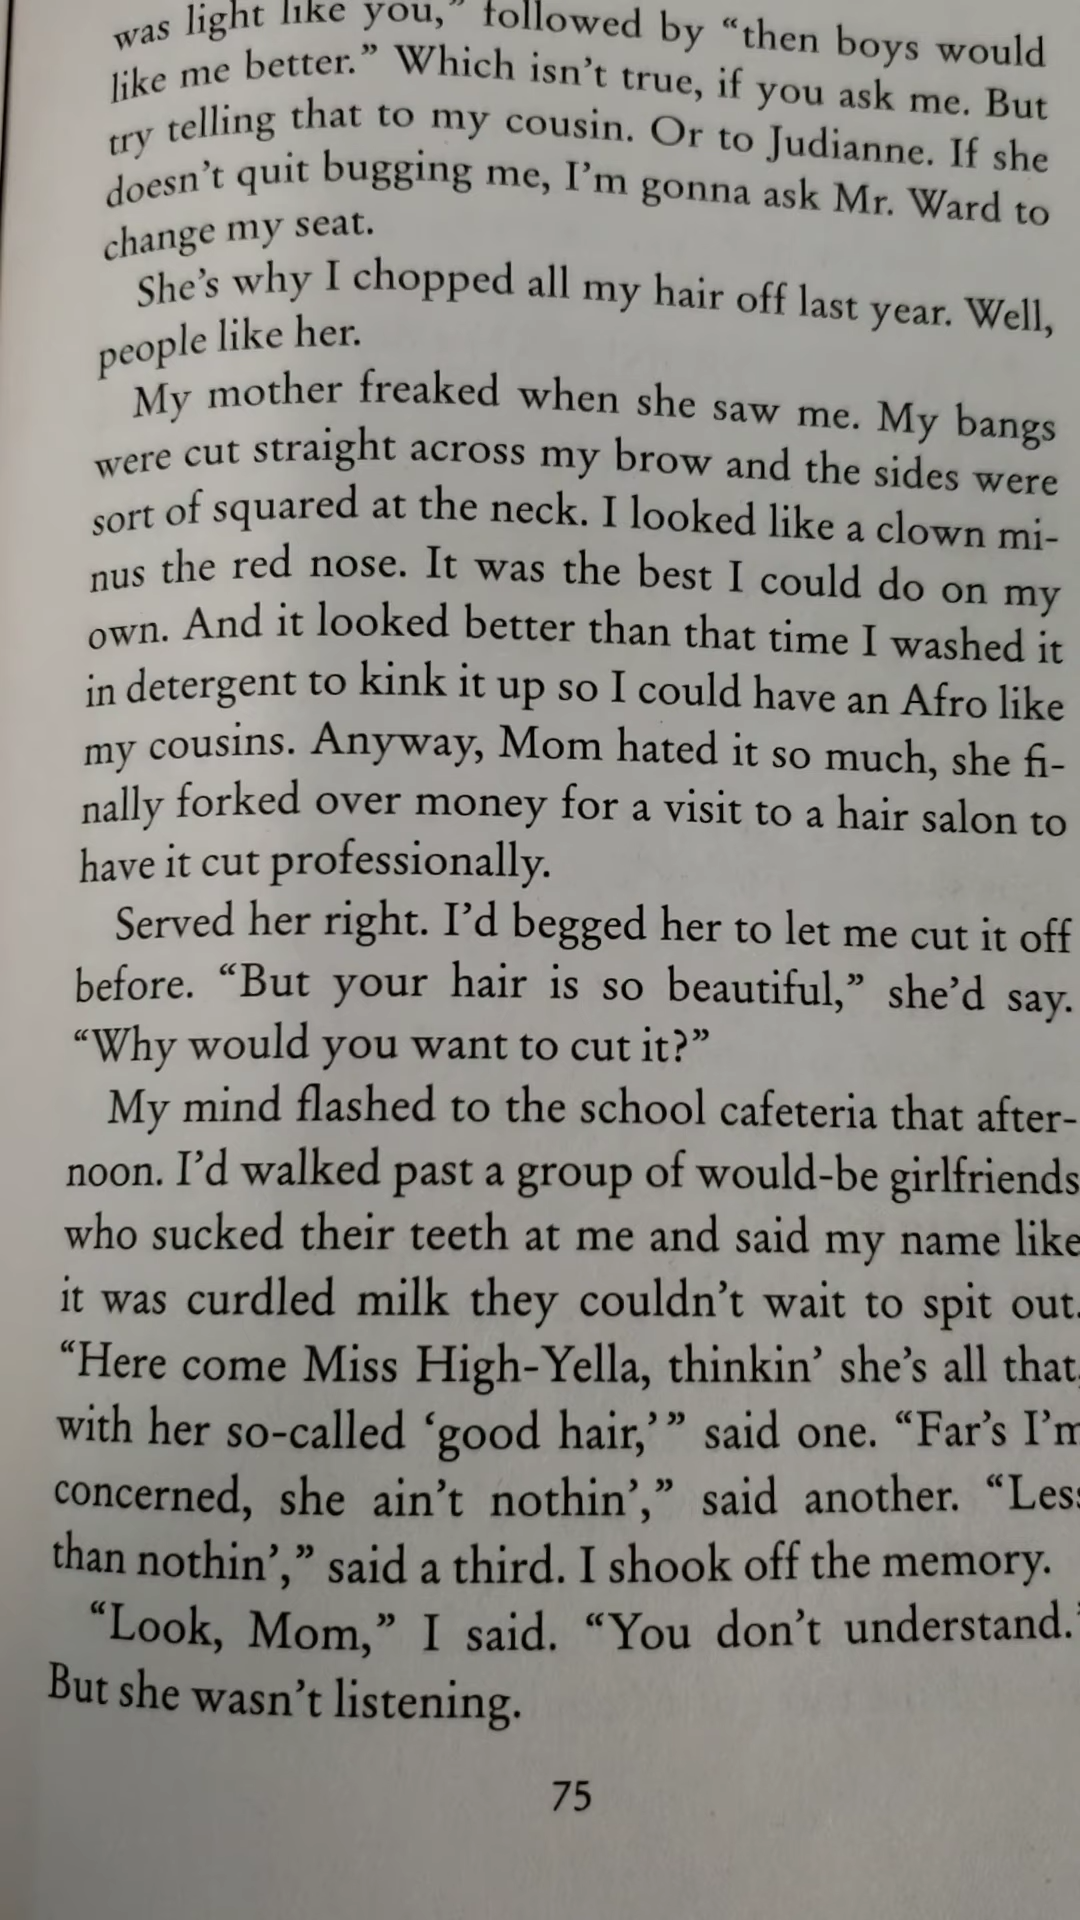 was light like you,” followed by “then boys would
like me better.” Which isn’t true, if you ask me. But
try telling that to my cousin. Or to Judianne. If she
doesn’t quit bugging me, I’m gonna ask Mr. Ward to
change my seat.
She’s why I chopped all my hair off last year. Well,
people like her.
My mother freaked when she saw me. My bangs
were cut straight across my brow and the sides were
sort of squared at the neck. I looked like a clown mi-
nus the red nose. It was the best I could do on my
own. And it looked better than that time I washed it
in detergent to kink it up so I could have an Afro like
my cousins. Anyway, Mom hated it so much, she fi-
nally forked over money for a visit to a hair salon to
have it cut professionally.
Served her right. I’d begged her to let me cut it off
before. “But your hair is so beautiful,” she’d say.
“Why would you want to cut it?”
My mind flashed to the school cafeteria that after-
noon. I’d walked past a group of would-be girlfriends
who sucked their teeth at me and said my name like
it was curdled milk they couldn’t wait to spit out.
“Here come Miss High-Yella, thinkin’ she’s all that,
with her so-called ‘good hair,’ ” said one. “Far’s I’m
concerned, she ain’t nothin’,” said another. “Less
than nothin’,” said a third. I shook off the memory.
“Look, Mom,” I said. “You don’t understand.”
But she wasn’t listening.
75